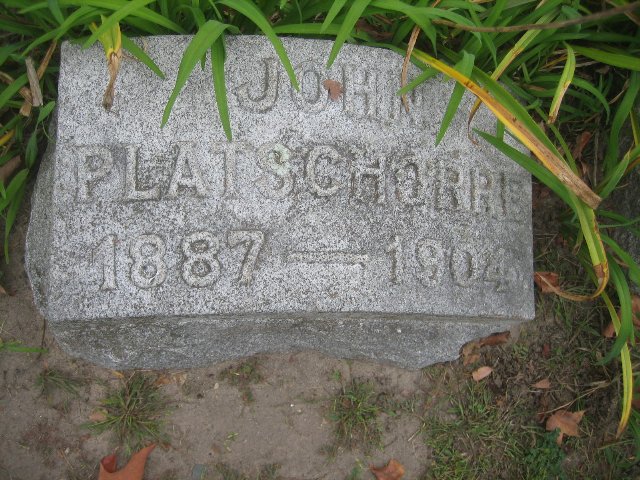 JOHN
PLATSCHORRE
1887 — 1904